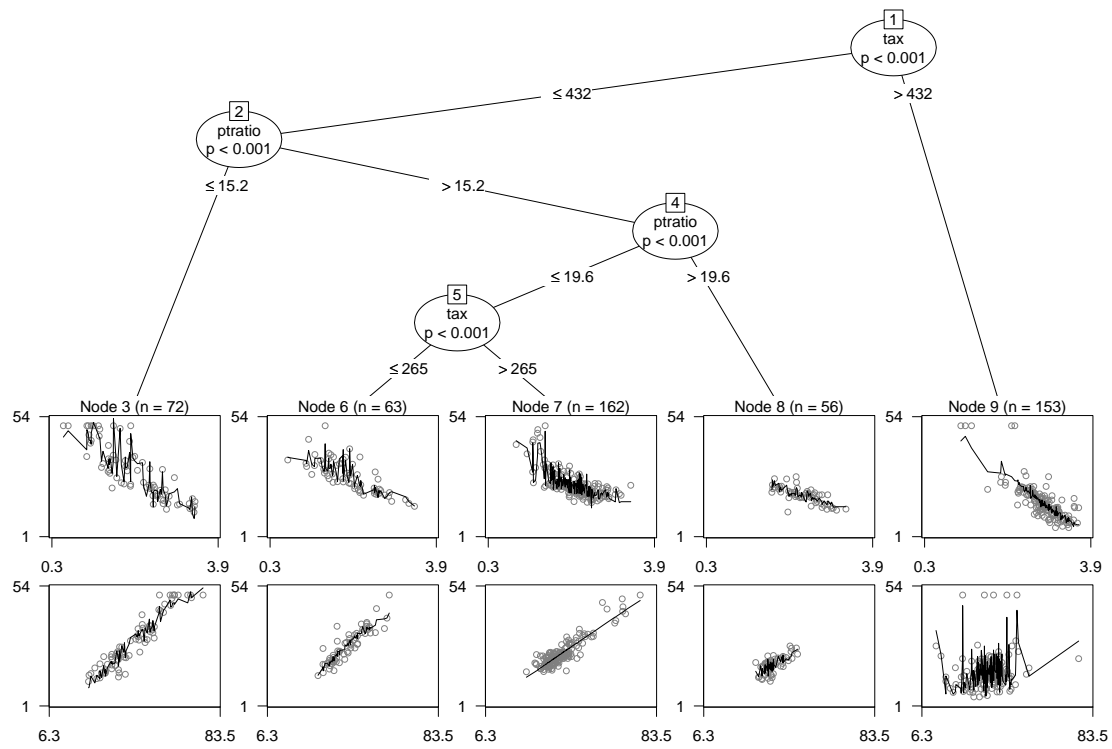 1
tax
p < 0.001
≤ 432
> 432
2
ptratio
p < 0.001
≤ 15.2
> 15.2
4
ptratio
p < 0.001
≤ 19.6
> 19.6
5
tax
p < 0.001
≤ 265
> 265
Node 3 (n = 72)
Node 6 (n = 63)
Node 7 (n = 162)
Node 8 (n = 56)
Node 9 (n = 153)
54 54 54 54 54
1 1 1 1 1
0.3 3.9 0.3 3.9 0.3 3.9 0.3 3.9 0.3 3.9
54 54 54 54 54
1 1 1 1 1
6.3 83.5 6.3 83.5 6.3 83.5 6.3 83.5 6.3 83.5